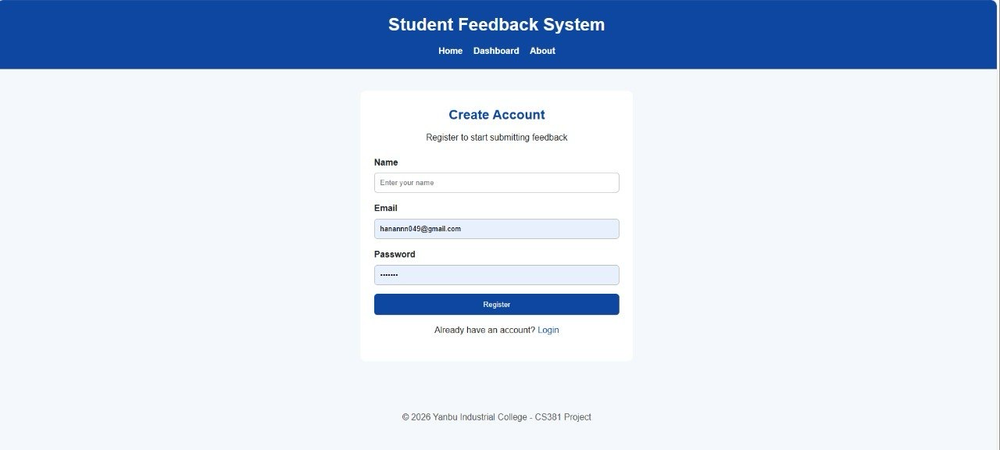 Student Feedback System
Home Dashboard About
Create Account
Register to start submitting feedback
Name
Enter your name
Email
hanannn049@gmail.com
Password
•••••••
Register
Already have an account? Login
© 2026 Yanbu Industrial College - CS381 Project